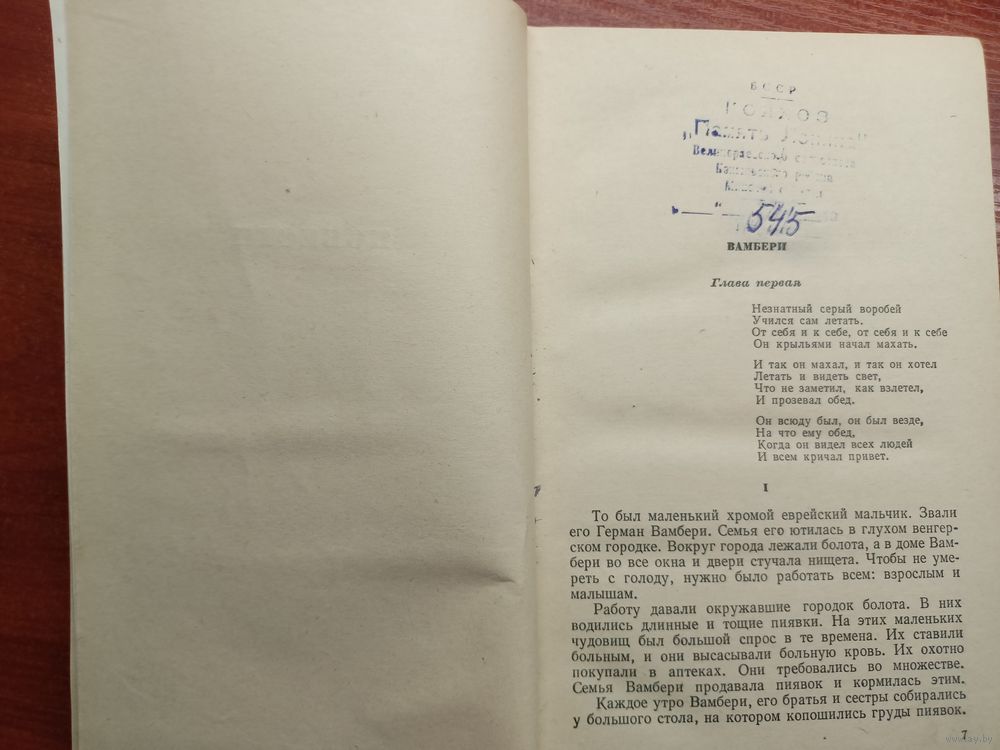 БССР
КОЛХОЗ
"Память
545
ВАМБЕРИ
Глава первая
Незнатный серый воробей
Учился сам летать.
От себя и к себе, от себя и к себе
Он крыльями начал махать.
И так он махал, и так он хотел
Летать и видеть свет,
Что не заметил, как взлетел,
И прозевал обед.
Он всюду был, он был везде,
На что ему обед,
Когда он видел всех людей
И всем кричал привет.
I
То был маленький хромой еврейский мальчик. Звали
его Герман Вамбери. Семья его ютилась в глухом венгер-
ском городке. Вокруг города лежали болота, а в доме Вам-
бери во все окна и двери стучала нищета. Чтобы не уме-
реть с голоду, нужно было работать всем: взрослым и
малышам.
Работу давали окружавшие городок болота. В них
водились длинные и тощие пиявки. На этих маленьких
чудовищ был большой спрос в те времена. Их ставили
больным, и они высасывали больную кровь. Их охотно
покупали в аптеках. Они требовались во множестве.
Семья Вамбери продавала пиявок и кормилась этим.
Каждое утро Вамбери, его братья и сестры собирались
у большого стола, на котором копошились груды пиявок.
7
www.ay.by